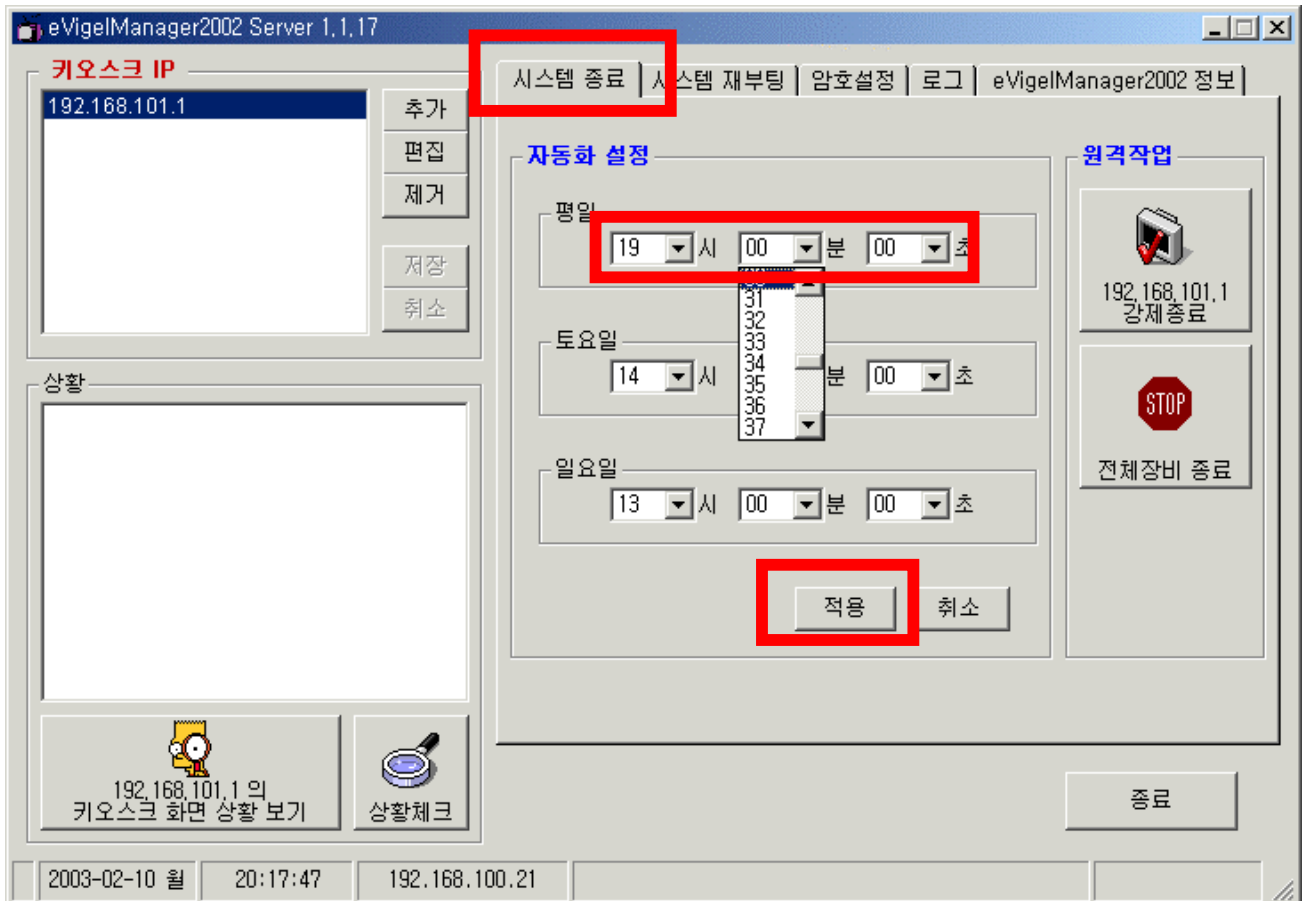 eVigelManager2002 Server 1,1,17
키오스크 IP
192.168.101.1
추가
편집
제거
저장
취소
상황
192,168,101,1 의
키오스크 화면 상황 보기
상황체크
시스템 종료
시스템 재부팅
암호설정
로그
eVigelManager2002 정보
자동화 설정
평일
19 시 00 분 00 초
31
32
33
34
35
36
37
토요일
14 시 분 00 초
일요일
13 시 00 분 00 초
적용
취소
원격작업
192,168,101,1
강제종료
STOP
전체장비 종료
종료
2003-02-10 월
20:17:47
192.168.100.21